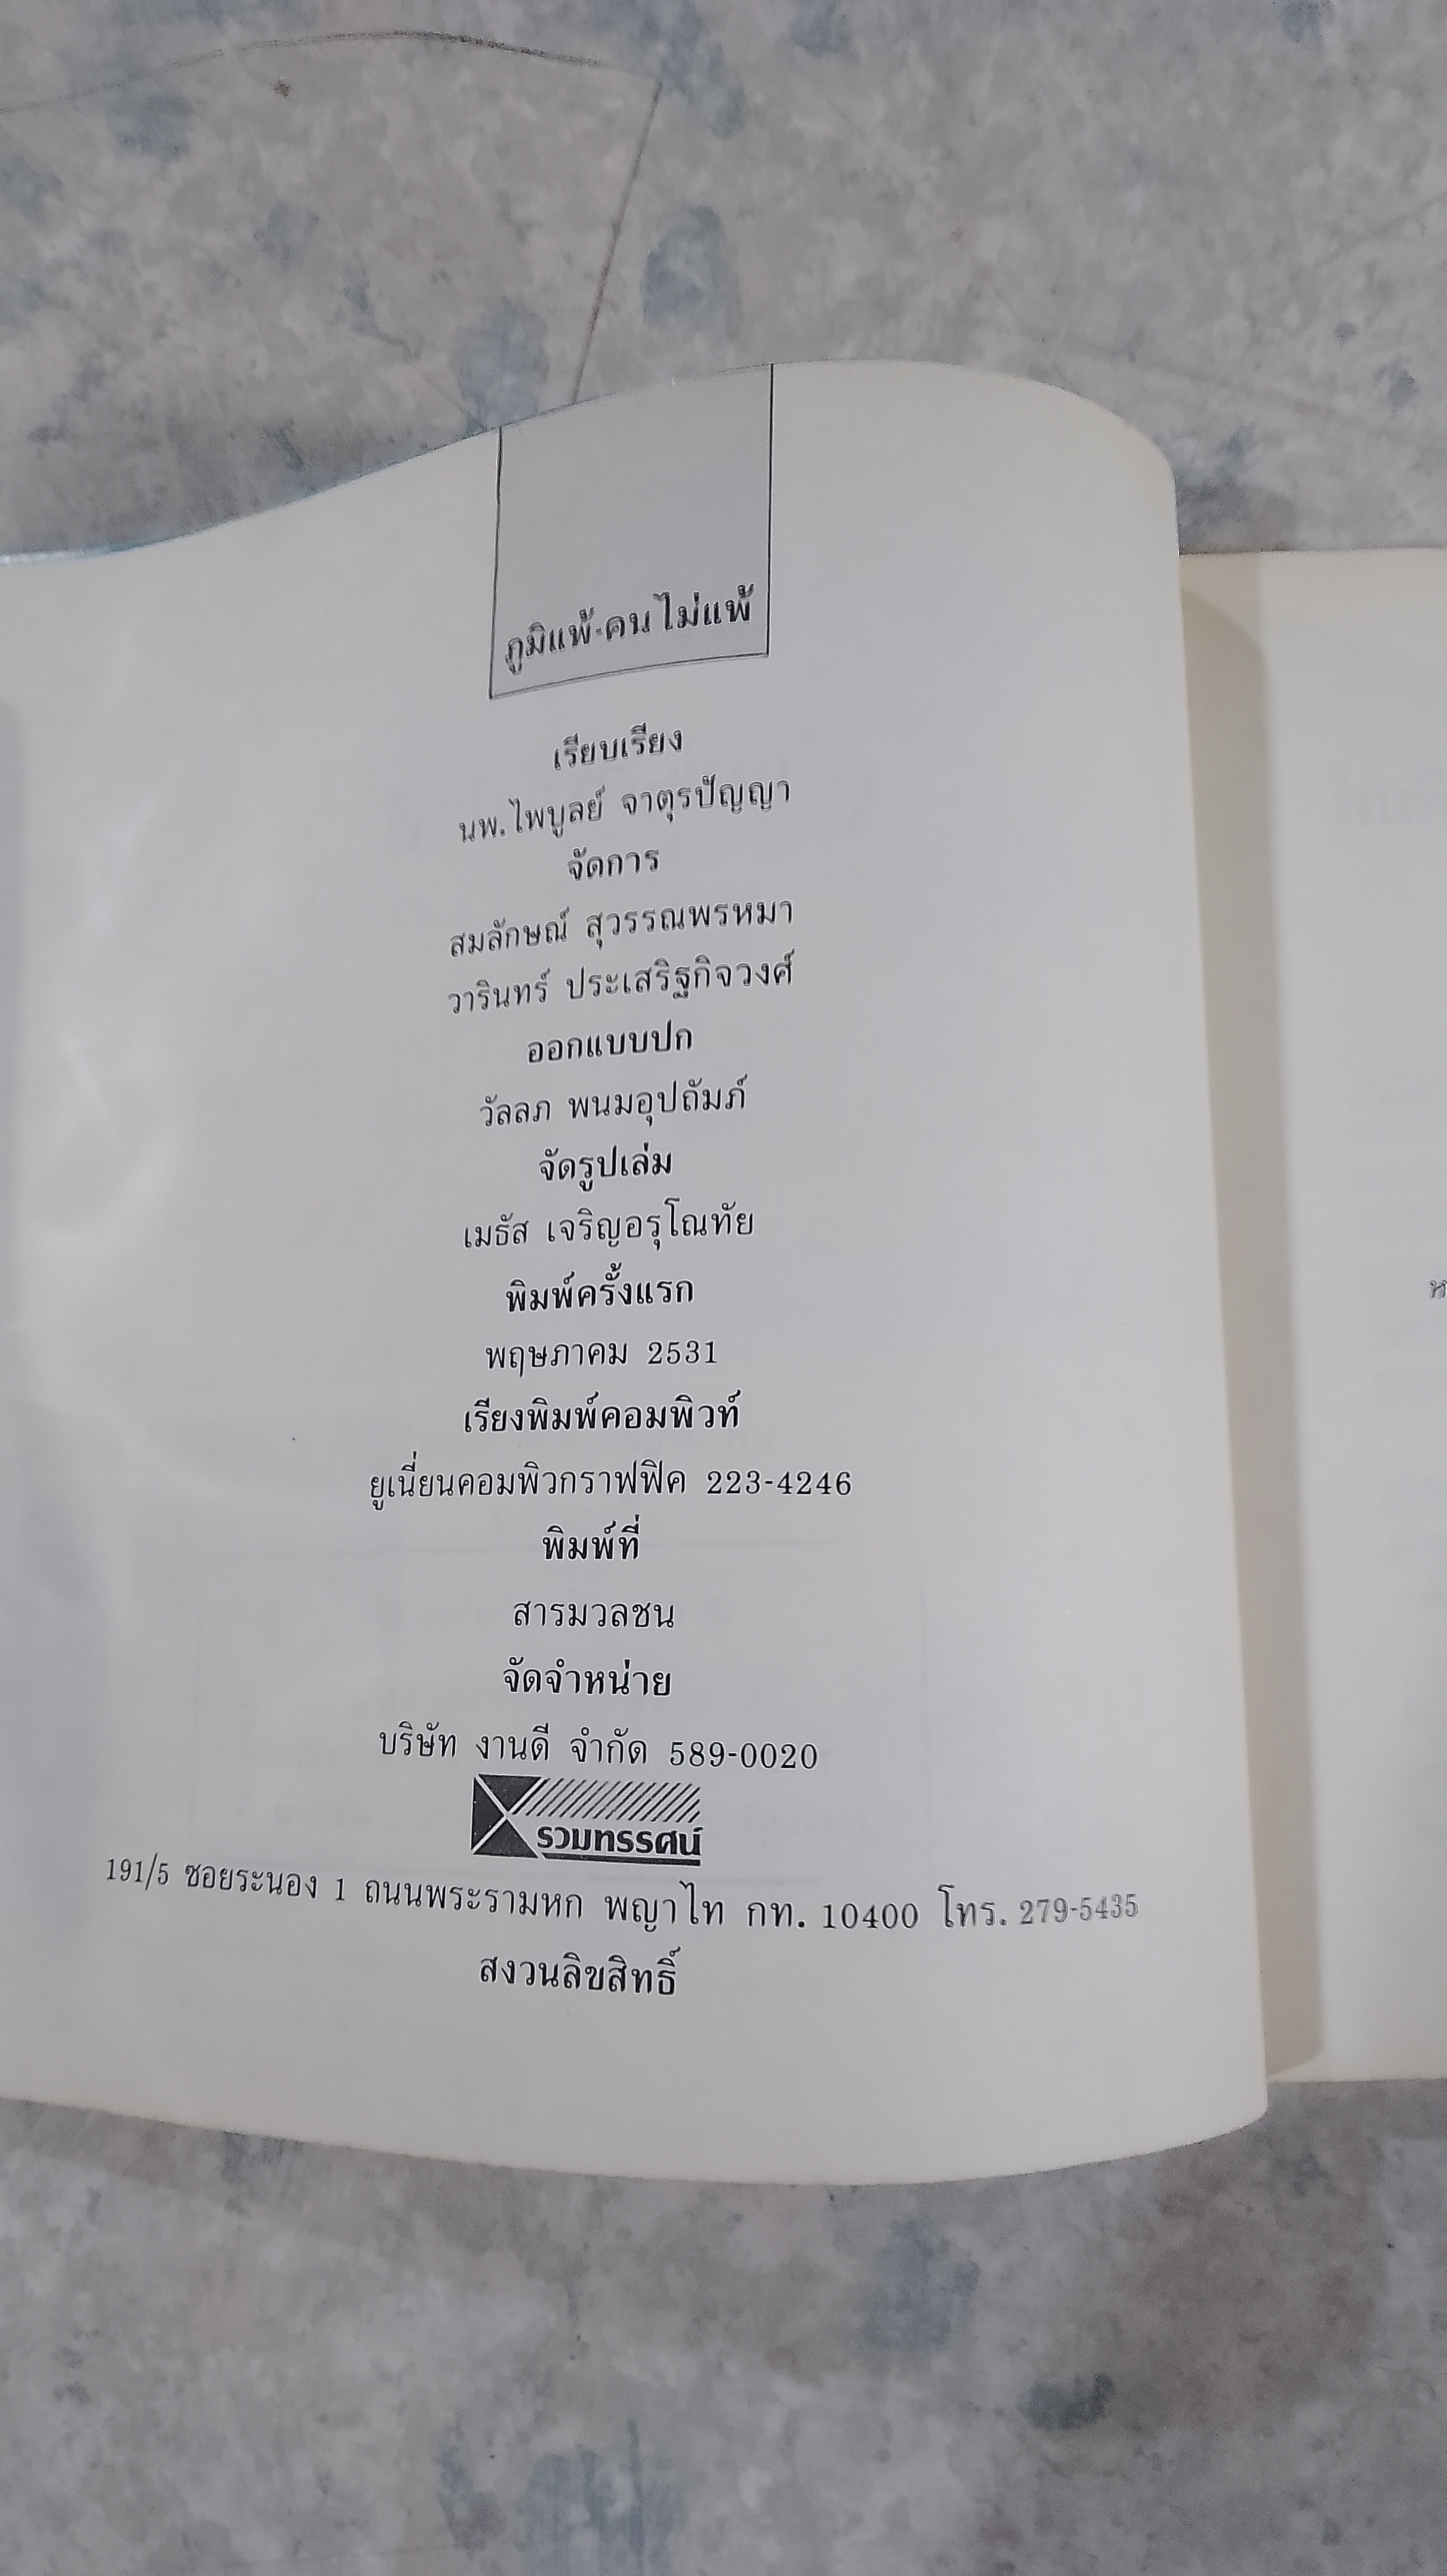 ภูมิแพ้-คนไม่แพ้
เรียบเรียง
นพ.ไพบูลย์ จาตุรปัญญา
จัดการ
สมลักษณ์ สุวรรณพรหมา
วารินทร์ ประเสริฐกิจวงศ์
ออกแบบปก
วัลลภ พนมอุปถัมภ์
จัดรูปเล่ม
เมธัส เจริญอรุโณทัย
พิมพ์ครั้งแรก
พฤษภาคม 2531
เรียงพิมพ์คอมพิวท์
ยูเนี่ยนคอมพิวกราฟฟิค 223-4246
พิมพ์ที่
สารมวลชน
จัดจำหน่าย
บริษัท งานดี จำกัด 589-0020
รวมทรรศน์
191/5 ซอยระนอง 1 ถนนพระรามหก พญาไท กท. 10400 โทร. 279-5435
สงวนลิขสิทธิ์